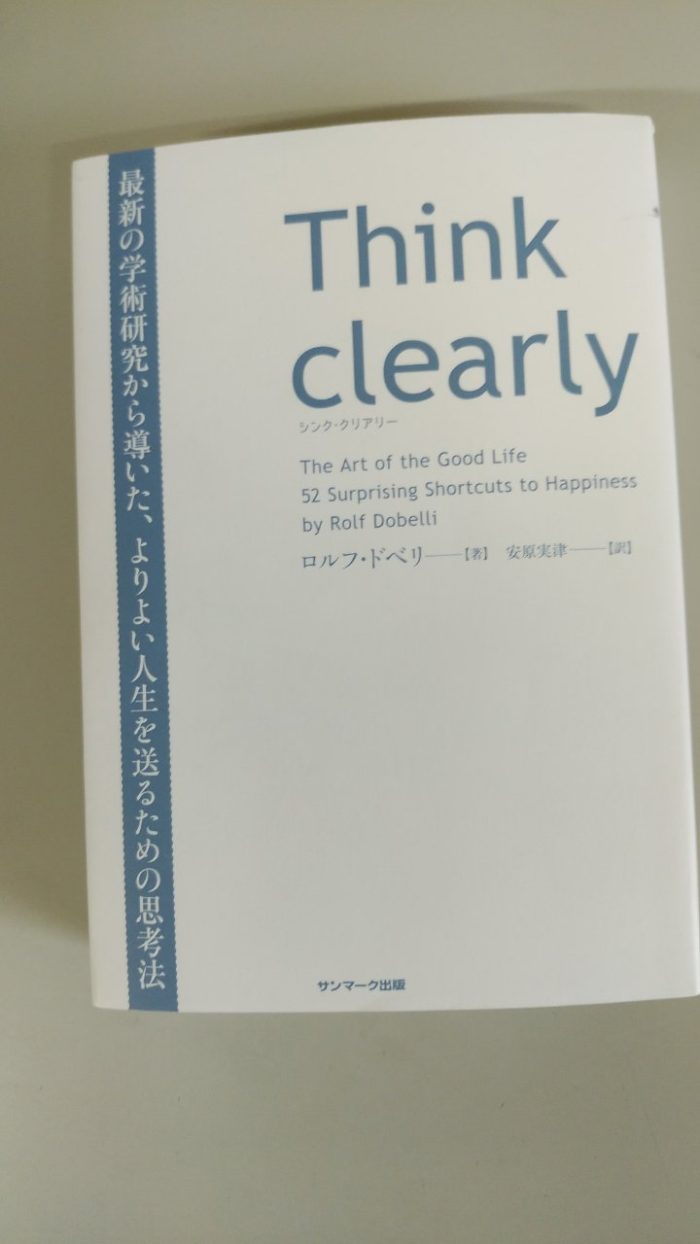 最新の学術研究から導いた、よりよい人生を送るための思考法
Think
clearly
シンク・クリアリー
The Art of the Good Life
52 Surprising Shortcuts to Happiness
by Rolf Dobelli
ロルフ・ドベリ――【著】 安原実津――【訳】
サンマーク出版